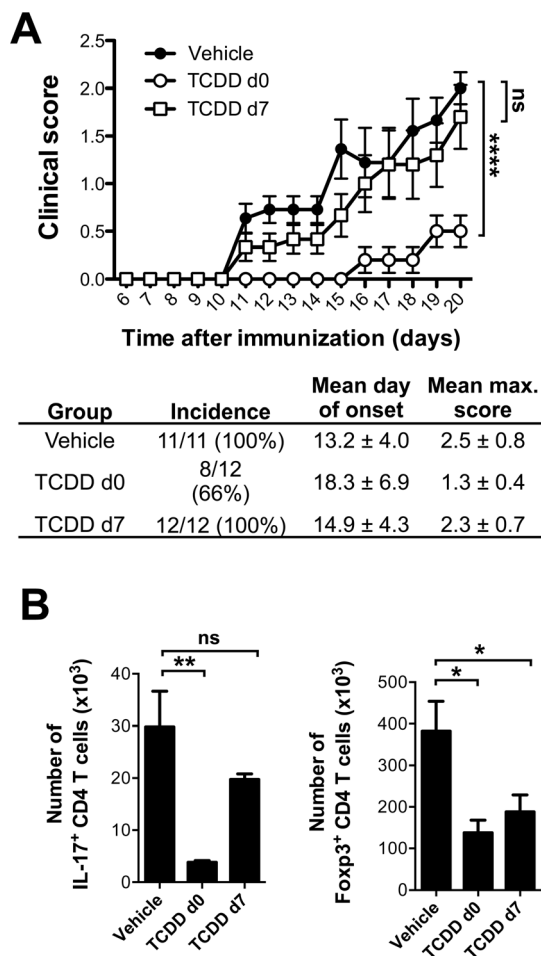 A
Clinical score
2.5
2.0
1.5
1.0
0.5
0.0
Vehicle
TCDD d0
TCDD d7
ns
****
6 7 8 9 10 11 12 13 14 15 16 17 18 19 20
Time after immunization (days)
Group Incidence Mean day of onset Mean max. score
Vehicle 11/11 (100%) 13.2 ± 4.0 2.5 ± 0.8
TCDD d0 8/12 (66%) 18.3 ± 6.9 1.3 ± 0.4
TCDD d7 12/12 (100%) 14.9 ± 4.3 2.3 ± 0.7
B
Number of
IL-17⁺ CD4 T cells (x10³)
40
30
20
10
0
ns
**
Vehicle
TCDD d0
TCDD d7
Number of
Foxp3⁺ CD4 T cells (x10³)
500
400
300
200
100
0
*
*
Vehicle
TCDD d0
TCDD d7